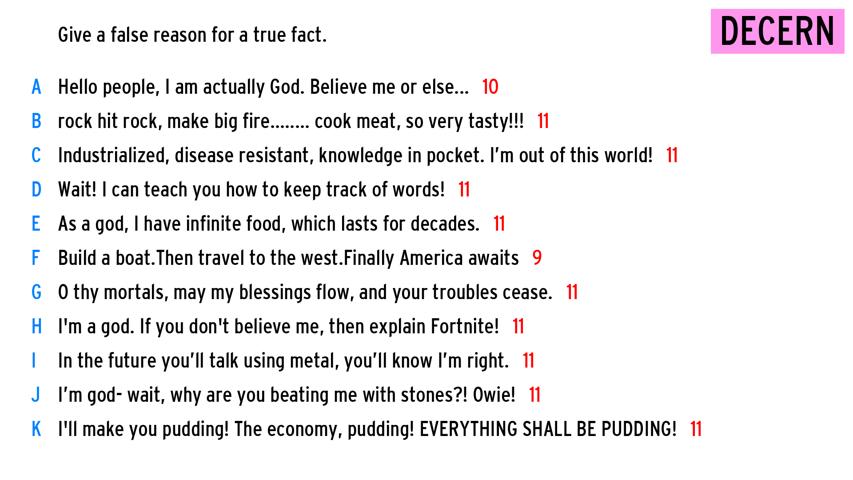 Give a false reason for a true fact.
DECERN
A Hello people, I am actually God. Believe me or else... 10
B rock hit rock, make big fire........ cook meat, so very tasty!!! 11
C Industrialized, disease resistant, knowledge in pocket. I'm out of this world! 11
D Wait! I can teach you how to keep track of words! 11
E As a god, I have infinite food, which lasts for decades. 11
F Build a boat.Then travel to the west.Finally America awaits 9
G O thy mortals, may my blessings flow, and your troubles cease. 11
H I'm a god. If you don't believe me, then explain Fortnite! 11
I In the future you'll talk using metal, you'll know I'm right. 11
J I'm god- wait, why are you beating me with stones?! Owie! 11
K I'll make you pudding! The economy, pudding! EVERYTHING SHALL BE PUDDING! 11